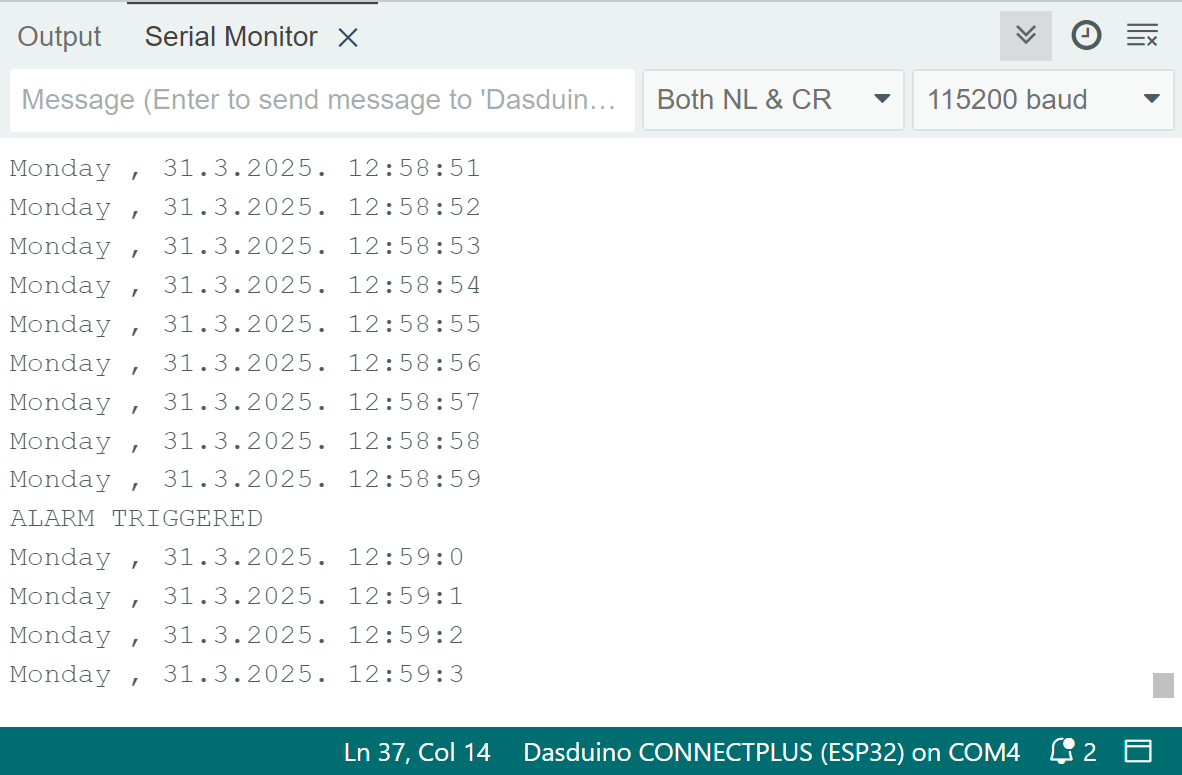 Output Serial Monitor
Message (Enter to send message to 'Dasduin... Both NL & CR 115200 baud
Monday , 31.3.2025. 12:58:51
Monday , 31.3.2025. 12:58:52
Monday , 31.3.2025. 12:58:53
Monday , 31.3.2025. 12:58:54
Monday , 31.3.2025. 12:58:55
Monday , 31.3.2025. 12:58:56
Monday , 31.3.2025. 12:58:57
Monday , 31.3.2025. 12:58:58
Monday , 31.3.2025. 12:58:59
ALARM TRIGGERED
Monday , 31.3.2025. 12:59:0
Monday , 31.3.2025. 12:59:1
Monday , 31.3.2025. 12:59:2
Monday , 31.3.2025. 12:59:3
Ln 37, Col 14 Dasduino CONNECTPLUS (ESP32) on COM4 2